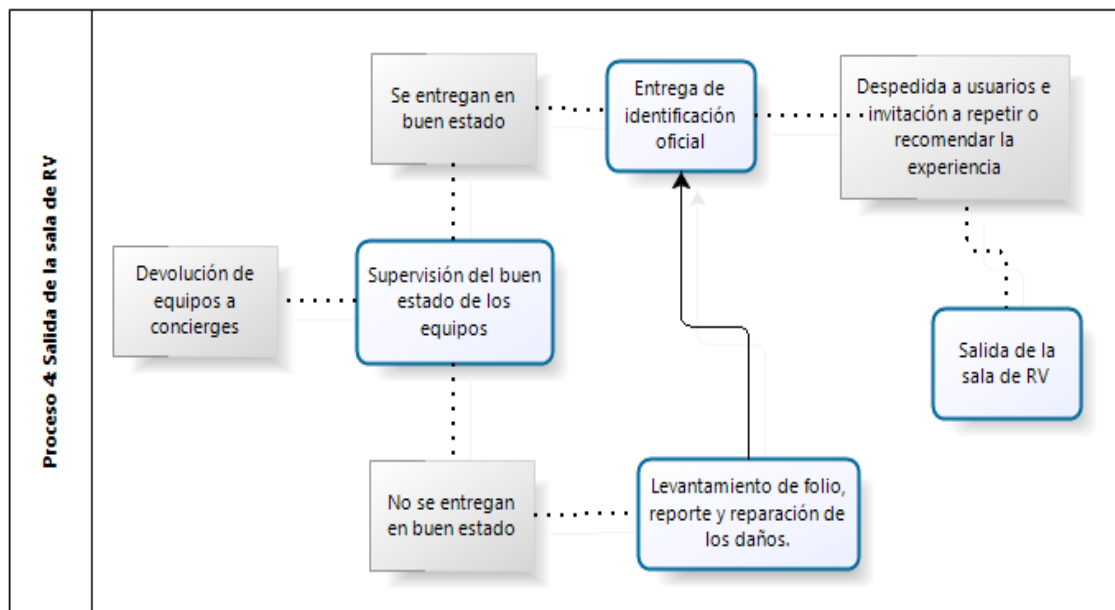 Proceso 4: Salida de la sala de RV
Devolución de
equipos a
concierges
Supervisión del buen
estado de los
equipos
Se entregan en
buen estado
No se entregan
en buen estado
Entrega de
identificación
oficial
Levantamiento de folio,
reporte y reparación de
los daños.
Despedida a usuarios e
invitación a repetir o
recomendar la
experiencia
Salida de la
sala de RV